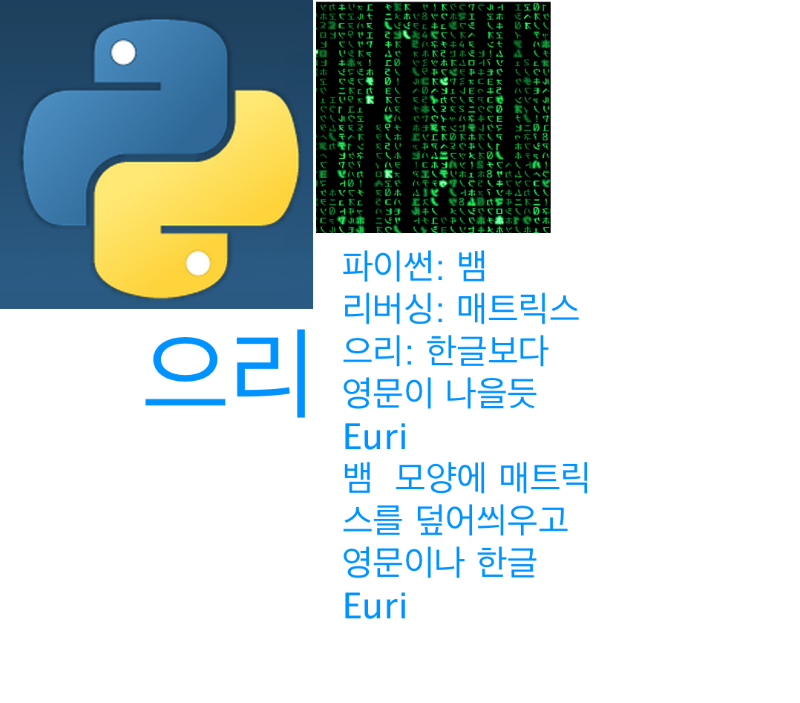 으리
파이썬: 뱀
리버싱: 매트릭스
으리: 한글보다
영문이 나을듯
Euri
뱀 모양에 매트릭
스를 덮어씌우고
영문이나 한글
Euri